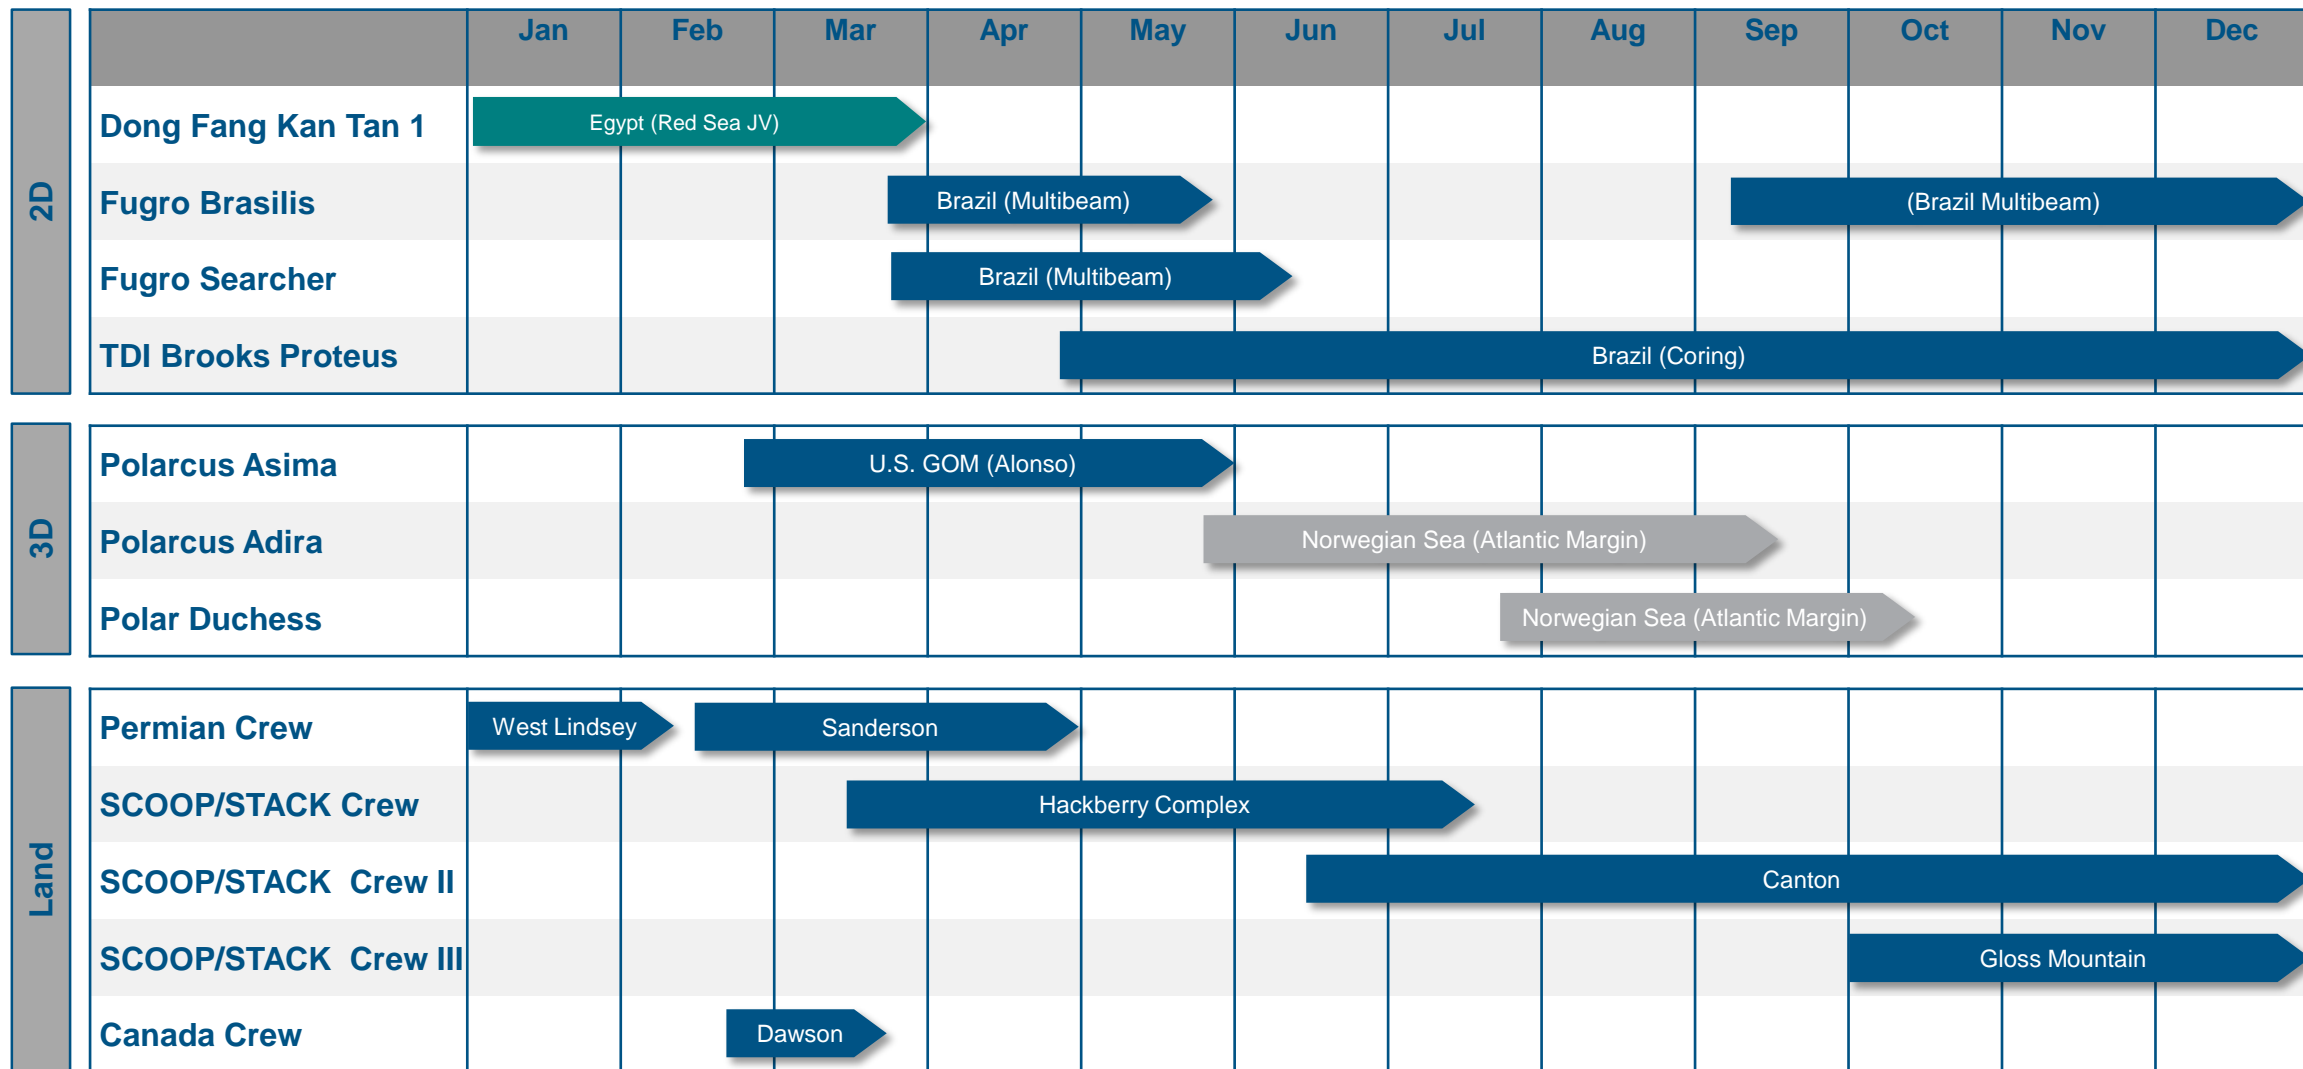 Jan Feb Mar Apr May Jun Jul Aug Sep Oct Nov Dec
2D
Dong Fang Kan Tan 1
Egypt (Red Sea JV)
Fugro Brasilis
Brazil (Multibeam)
(Brazil Multibeam)
Fugro Searcher
Brazil (Multibeam)
TDI Brooks Proteus
Brazil (Coring)
3D
Polarcus Asima
U.S. GOM (Alonso)
Polarcus Adira
Norwegian Sea (Atlantic Margin)
Polar Duchess
Norwegian Sea (Atlantic Margin)
Land
Permian Crew
West Lindsey
Sanderson
SCOOP/STACK Crew
Hackberry Complex
SCOOP/STACK  Crew II
Canton
SCOOP/STACK  Crew III
Gloss Mountain
Canada Crew
Dawson